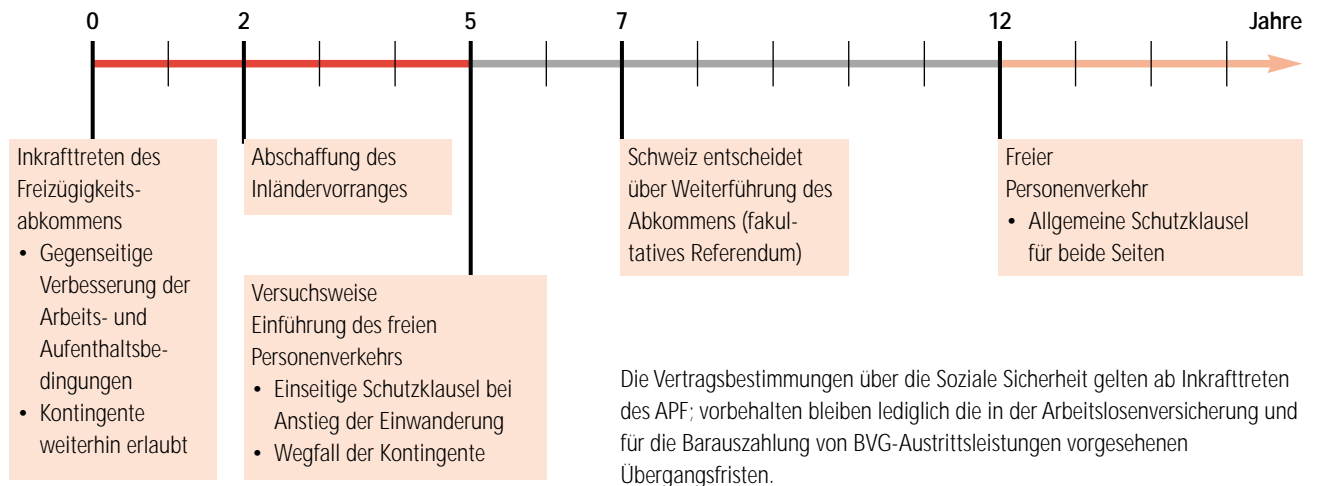 0 2 5 7 12 Jahre
Inkrafttreten des
Freizügigkeits-
abkommens
• Gegenseitige
Verbesserung der
Arbeits- und
Aufenthaltsbe-
dingungen
• Kontingente
weiterhin erlaubt
Abschaffung des
Inländervorranges
Versuchsweise
Einführung des freien
Personenverkehrs
• Einseitige Schutzklausel bei
Anstieg der Einwanderung
• Wegfall der Kontingente
Schweiz entscheidet
über Weiterführung des
Abkommens (fakul-
tatives Referendum)
Freier
Personenverkehr
• Allgemeine Schutzklausel
für beide Seiten
Die Vertragsbestimmungen über die Soziale Sicherheit gelten ab Inkrafttreten
des APF; vorbehalten bleiben lediglich die in der Arbeitslosenversicherung und
für die Barauszahlung von BVG-Austrittsleistungen vorgesehenen
Übergangsfristen.